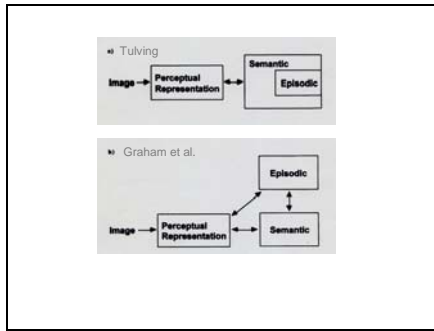 a) Tulving
Semantic
Episodic
Image
Perceptual
Representation
b) Graham et al.
Episodic
Image
Perceptual
Representation
Semantic